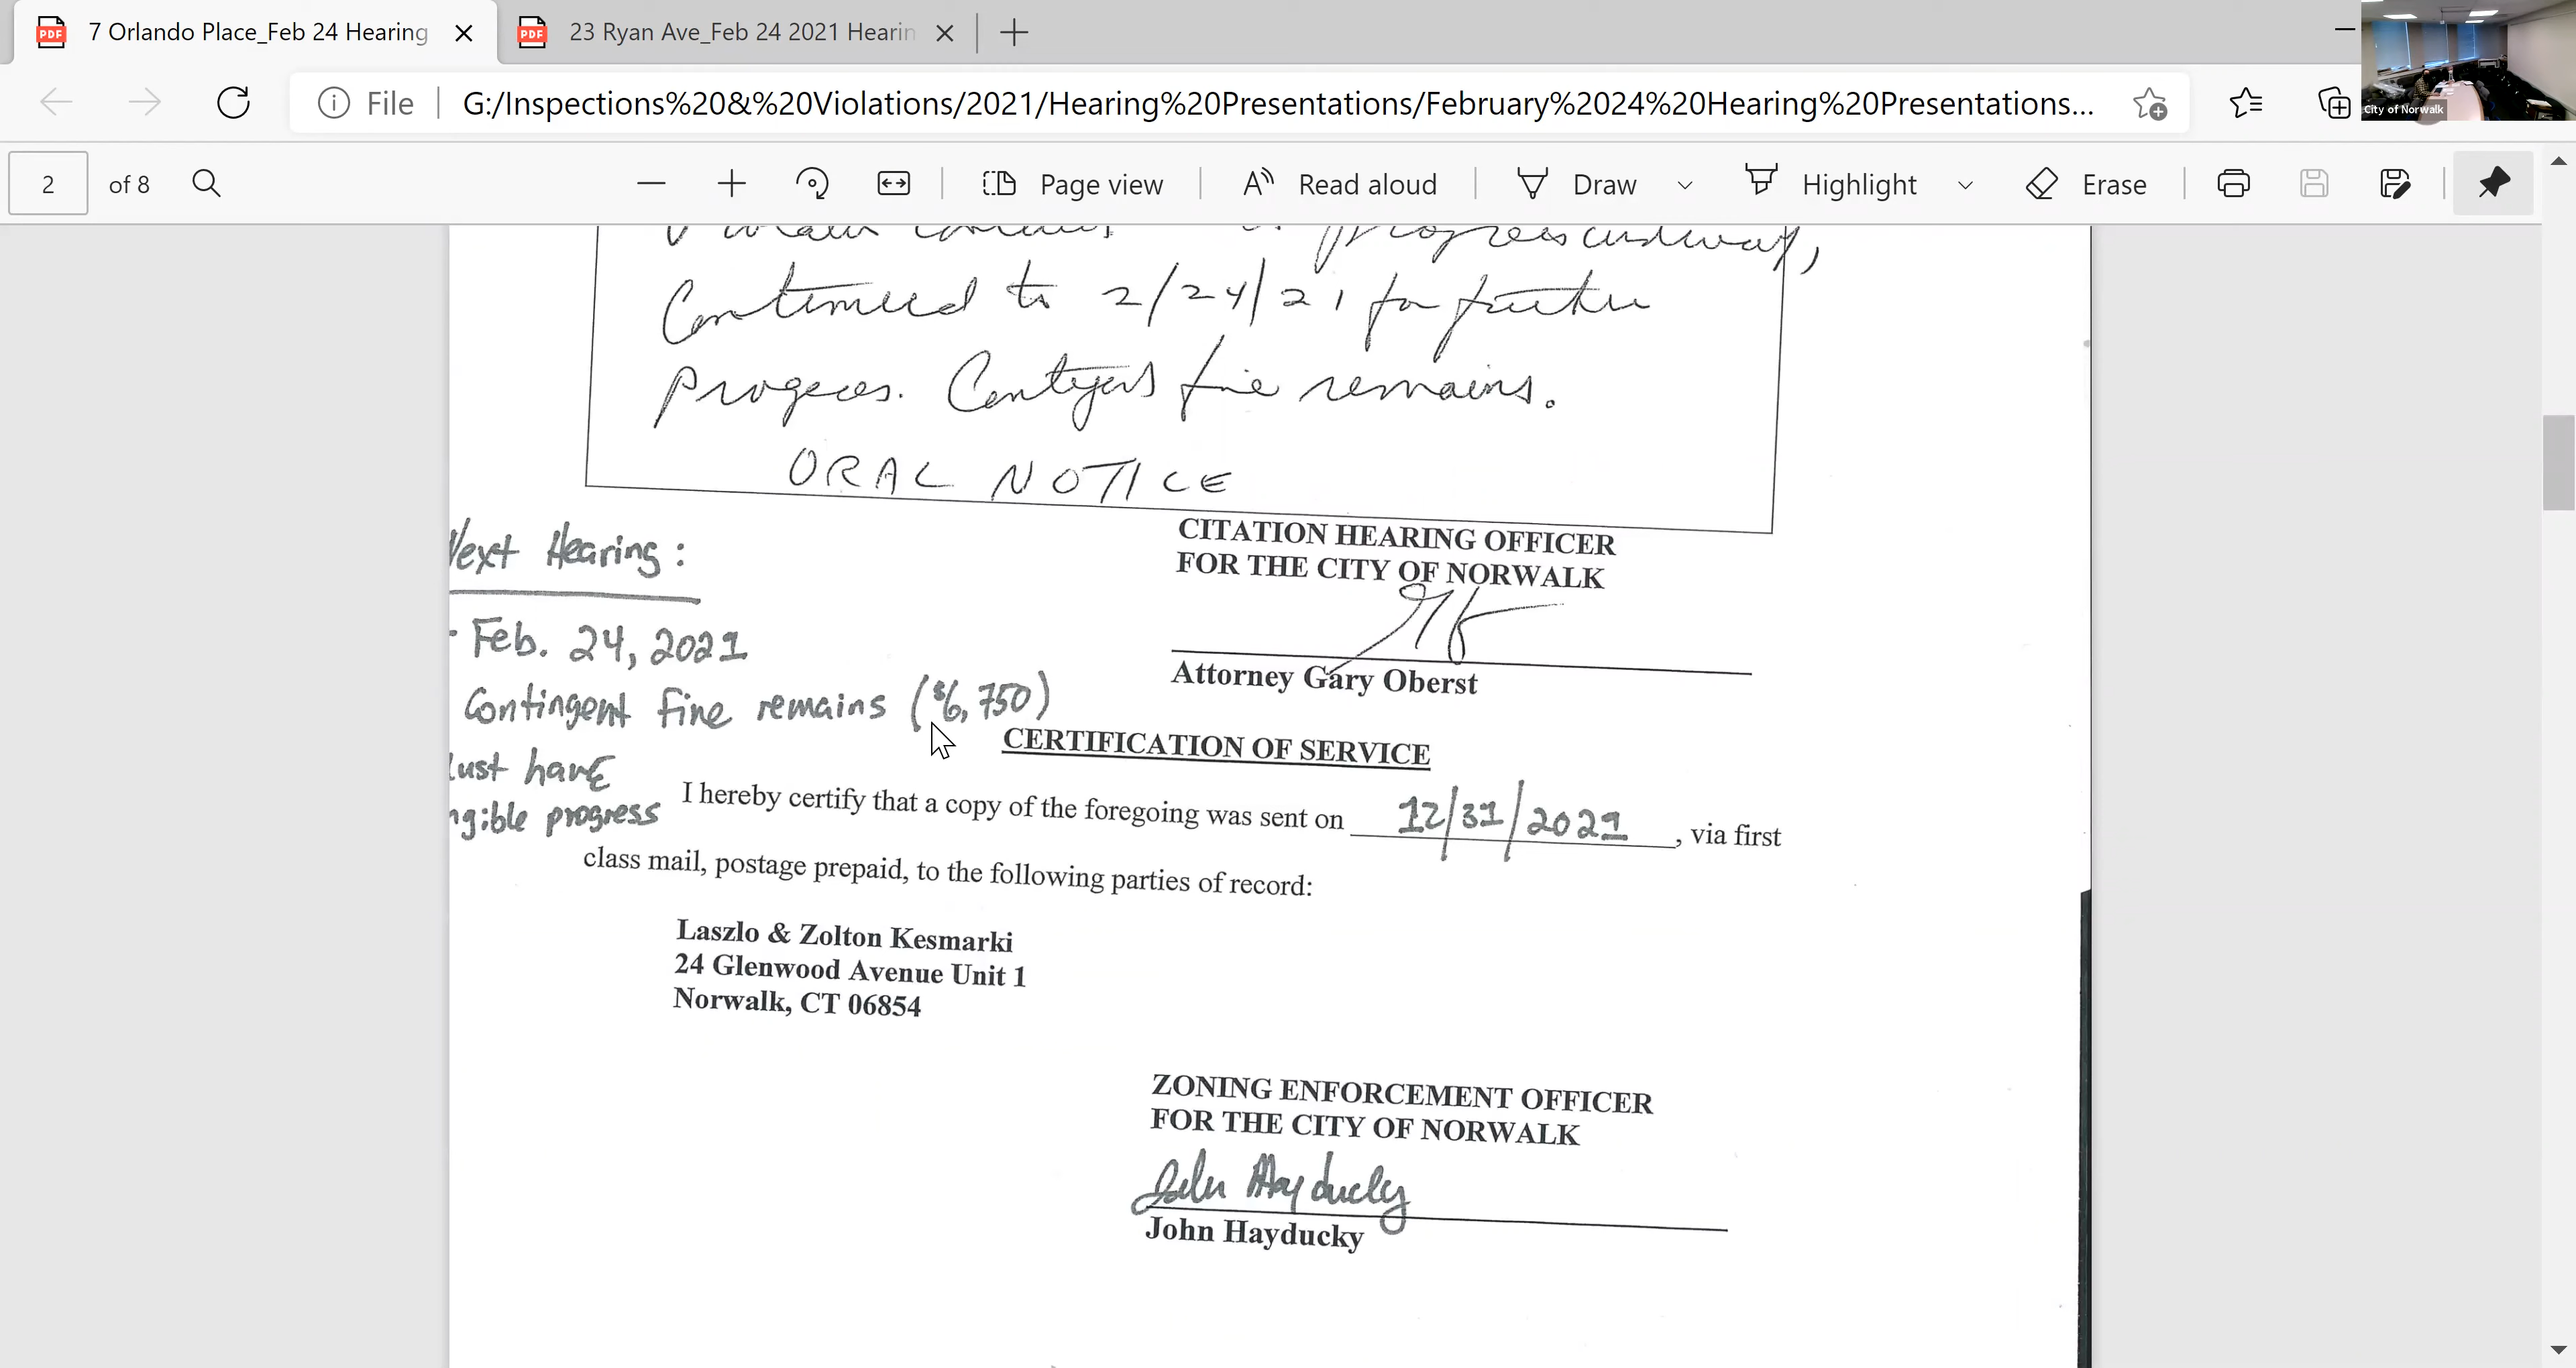 7 Orlando Place_Feb 24 Hearing
23 Ryan Ave_Feb 24 2021 Hearin
File
G:/Inspections%20&%20Violations/2021/Hearing%20Presentations/February%2024%20Hearing%20Presentations...
City of Norwalk
2 of 8
Page view
Read aloud
Draw
Highlight
Erase
progress underway,
Continued to 2/24/21 for further
progress. Contingent fine remains.
ORAL NOTICE
CITATION HEARING OFFICER
FOR THE CITY OF NORWALK
Attorney Gary Oberst
Next Hearing:
- Feb. 24, 2021
Contingent fine remains ($6,750)
ust have
ngible progress
CERTIFICATION OF SERVICE
I hereby certify that a copy of the foregoing was sent on 12/31/2021, via first
class mail, postage prepaid, to the following parties of record:
Laszlo & Zolton Kesmarki
24 Glenwood Avenue Unit 1
Norwalk, CT 06854
ZONING ENFORCEMENT OFFICER
FOR THE CITY OF NORWALK
John Hayducky
John Hayducky